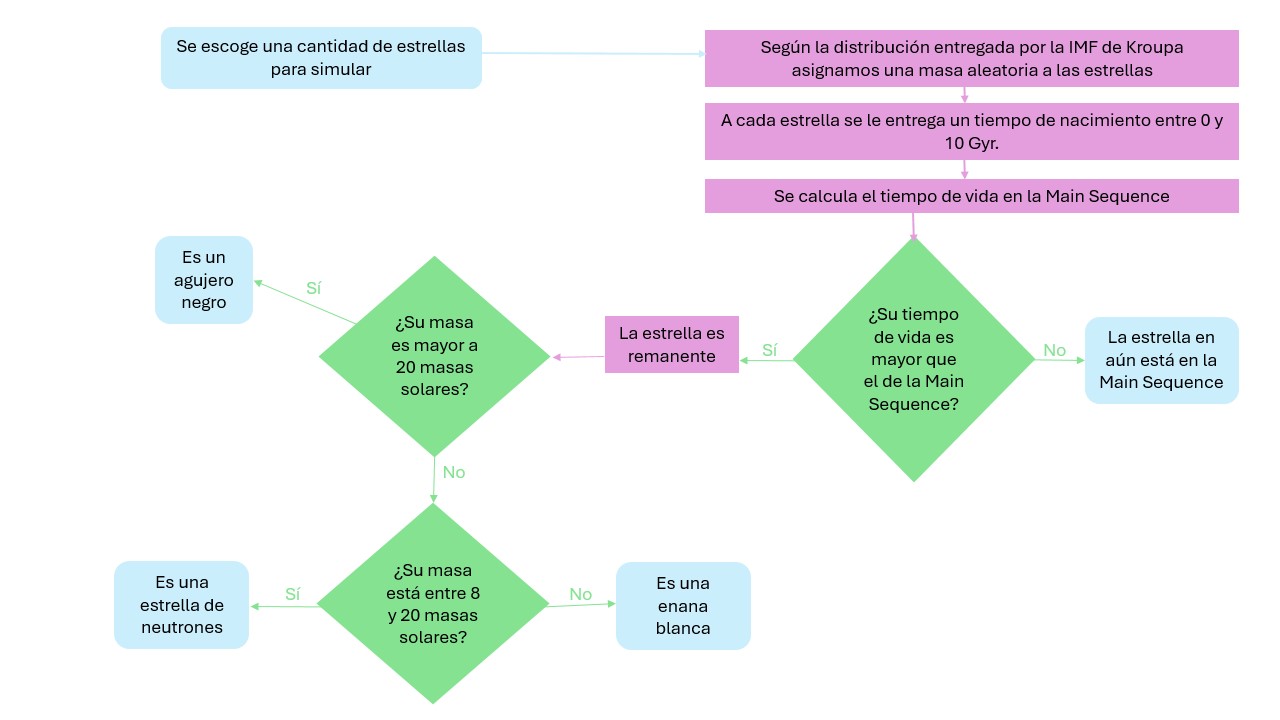 Se escoge una cantidad de estrellas
para simular
Según la distribución entregada por la IMF de Kroupa
asignamos una masa aleatoria a las estrellas
A cada estrella se le entrega un tiempo de nacimiento entre 0 y
10 Gyr.
Se calcula el tiempo de vida en la Main Sequence
¿Su tiempo
de vida es
mayor que
el de la Main
Sequence?
No
La estrella en
aún está en la
Main Sequence
Sí
La estrella es
remanente
¿Su masa
es mayor a
20 masas
solares?
Sí
Es un
agujero
negro
No
¿Su masa
está entre 8
y 20 masas
solares?
Sí
Es una
estrella de
neutrones
No
Es una
enana
blanca